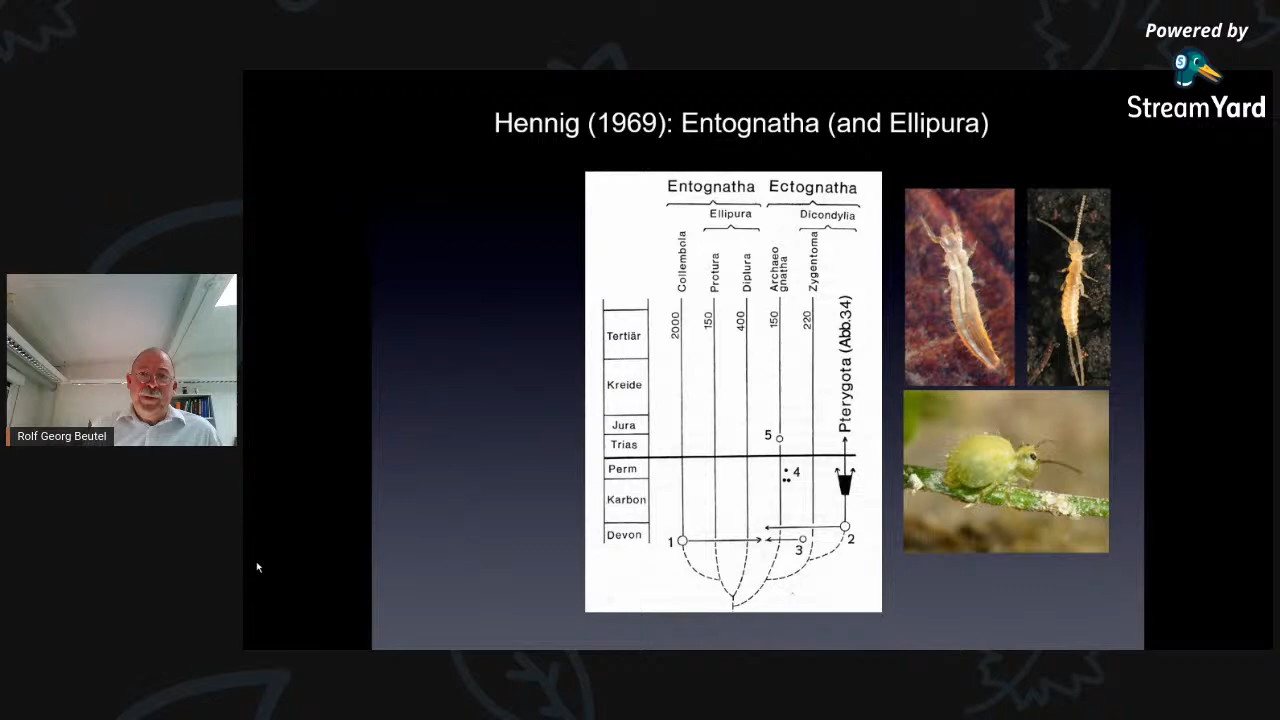 Powered by
StreamYard
Hennig (1969): Entognatha (and Ellipura)
Entognatha Ectognatha
Ellipura Dicondylia
Collembola
Protura
Diplura
Archaeo
gnatha
Zygentoma
Pterygota (Abb.34)
2000
150
400
150
220
Tertiär
Kreide
Jura
Trias
Perm
Karbon
Devon
5
4
1
3
2
Rolf Georg Beutel